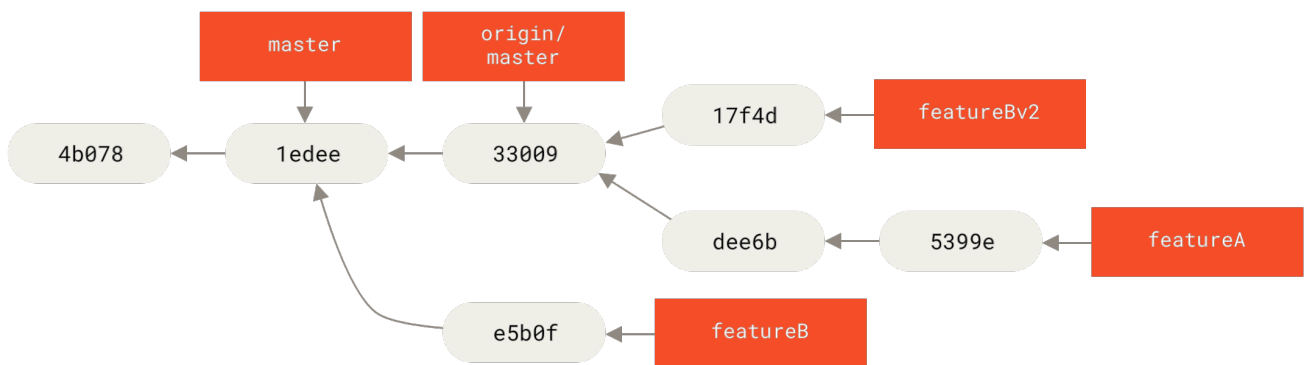 master
origin/
master
17f4d
featureBv2
4b078
1edee
33009
dee6b
5399e
featureA
e5b0f
featureB